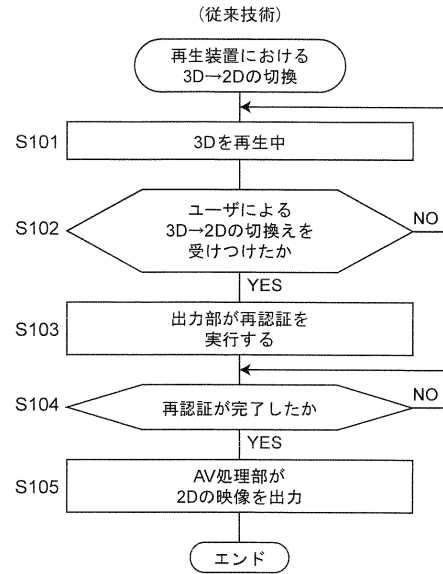 (従来技術)
再生装置における
3D→2Dの切換
S101
3Dを再生中
S102
ユーザによる
3D→2Dの切換えを
受けつけたか
NO
YES
S103
出力部が再認証を
実行する
S104
再認証が完了したか
NO
YES
S105
AV処理部が
2Dの映像を出力
エンド